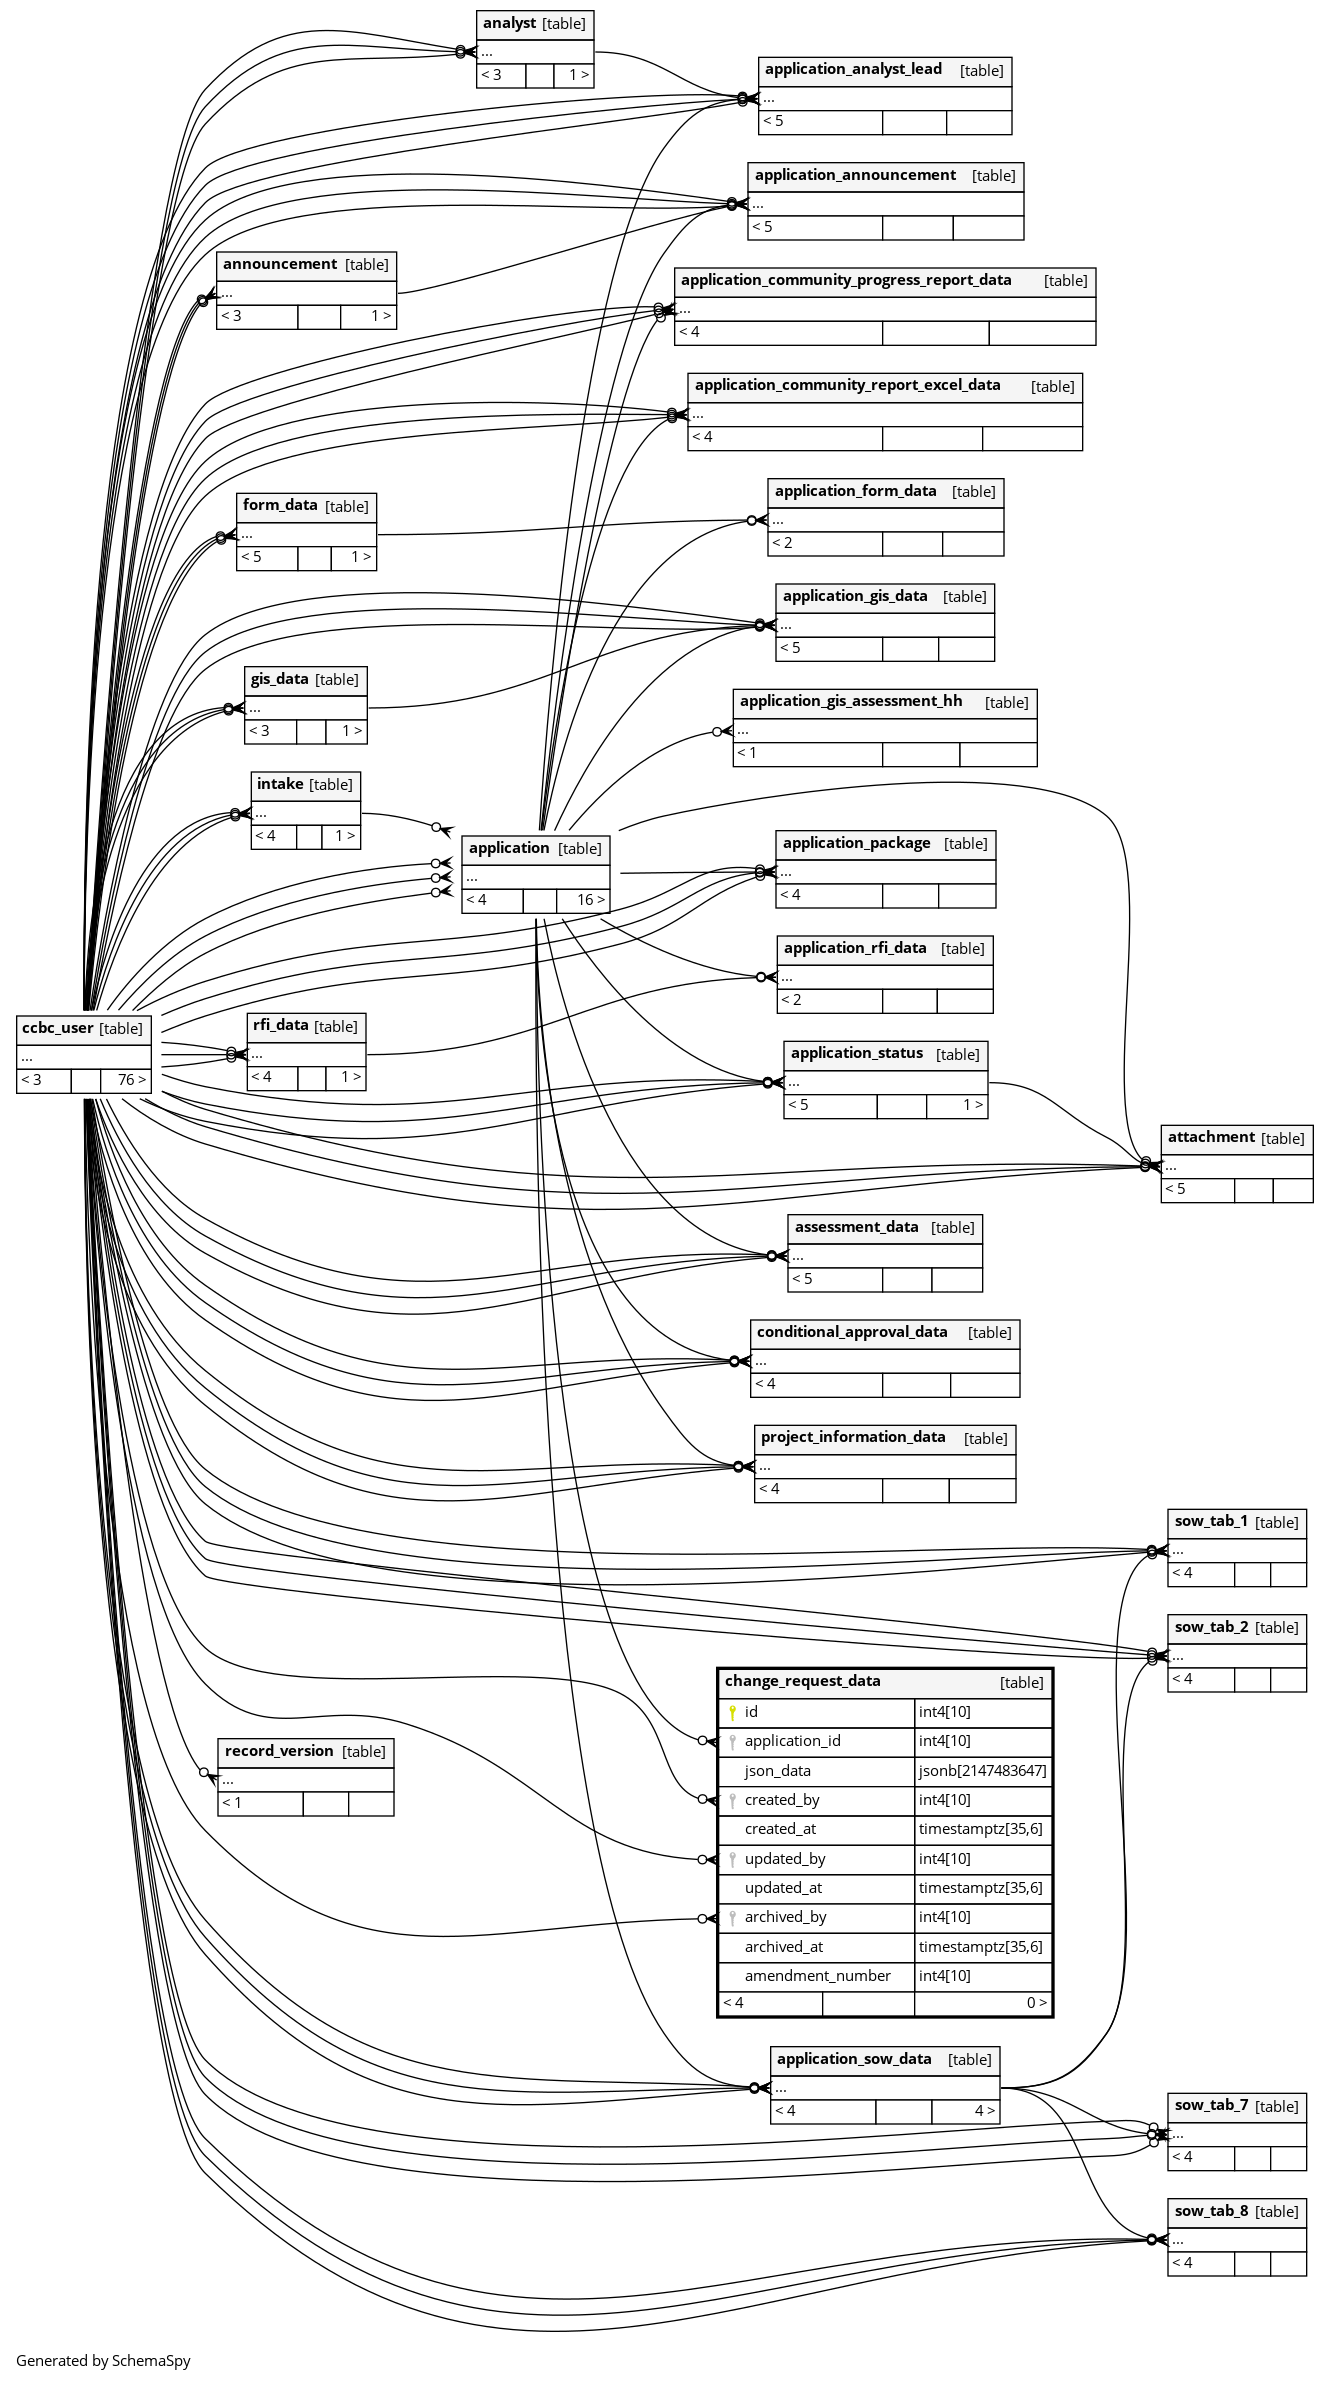 analyst [table]
...
< 3 1 >
application_analyst_lead [table]
...
< 5
application_announcement [table]
...
< 5
announcement [table]
...
< 3 1 >
application_community_progress_report_data [table]
...
< 4
application_community_report_excel_data [table]
...
< 4
form_data [table]
...
< 5 1 >
application_form_data [table]
...
< 2
application_gis_data [table]
...
< 5
gis_data [table]
...
< 3 1 >
application_gis_assessment_hh [table]
...
< 1
intake [table]
...
< 4 1 >
application [table]
...
< 4 16 >
application_package [table]
...
< 4
application_rfi_data [table]
...
< 2
ccbc_user [table]
...
< 3 76 >
rfi_data [table]
...
< 4 1 >
application_status [table]
...
< 5 1 >
attachment [table]
...
< 5
assessment_data [table]
...
< 5
conditional_approval_data [table]
...
< 4
project_information_data [table]
...
< 4
sow_tab_1 [table]
...
< 4
sow_tab_2 [table]
...
< 4
change_request_data [table]
id int4[10]
application_id int4[10]
json_data jsonb[2147483647]
created_by int4[10]
created_at timestamptz[35,6]
updated_by int4[10]
updated_at timestamptz[35,6]
archived_by int4[10]
archived_at timestamptz[35,6]
amendment_number int4[10]
< 4 0 >
record_version [table]
...
< 1
application_sow_data [table]
...
< 4 4 >
sow_tab_7 [table]
...
< 4
sow_tab_8 [table]
...
< 4
Generated by SchemaSpy